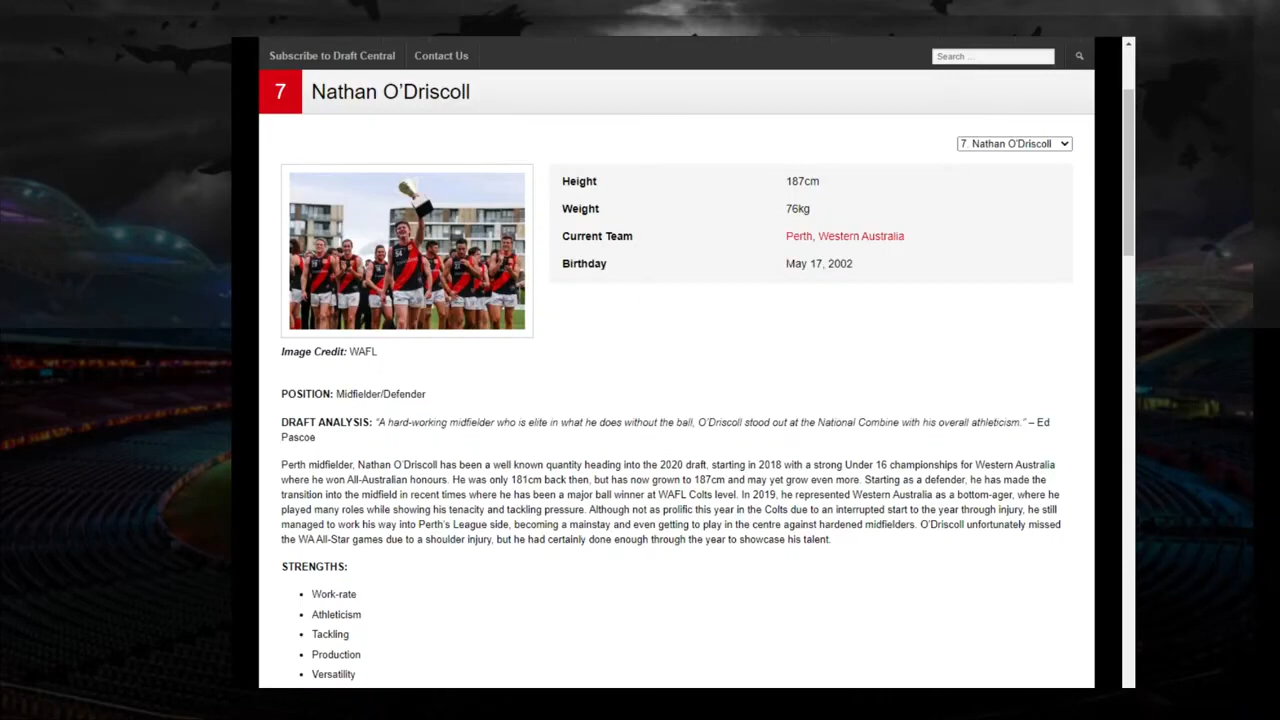 Subscribe to Draft Central Contact Us Search ...
7 Nathan O'Driscoll
7 Nathan O'Driscoll
Height 187cm
Weight 76kg
Current Team Perth, Western Australia
Birthday May 17, 2002
Image Credit: WAFL
POSITION: Midfielder/Defender
DRAFT ANALYSIS: "A hard-working midfielder who is elite in what he does without the ball, O'Driscoll stood out at the National Combine with his overall athleticism." – Ed
Pascoe
Perth midfielder, Nathan O'Driscoll has been a well known quantity heading into the 2020 draft, starting in 2018 with a strong Under 16 championships for Western Australia
where he won All-Australian honours. He was only 181cm back then, but has now grown to 187cm and may yet grow even more. Starting as a defender, he has made the
transition into the midfield in recent times where he has been a major ball winner at WAFL Colts level. In 2019, he represented Western Australia as a bottom-ager, where he
played many roles while showing his tenacity and tackling pressure. Although not as prolific this year in the Colts due to an interrupted start to the year through injury, he still
managed to work his way into Perth's League side, becoming a mainstay and even getting to play in the centre against hardened midfielders. O'Driscoll unfortunately missed
the WA All-Star games due to a shoulder injury, but he had certainly done enough through the year to showcase his talent.
STRENGTHS:
• Work-rate
• Athleticism
• Tackling
• Production
• Versatility